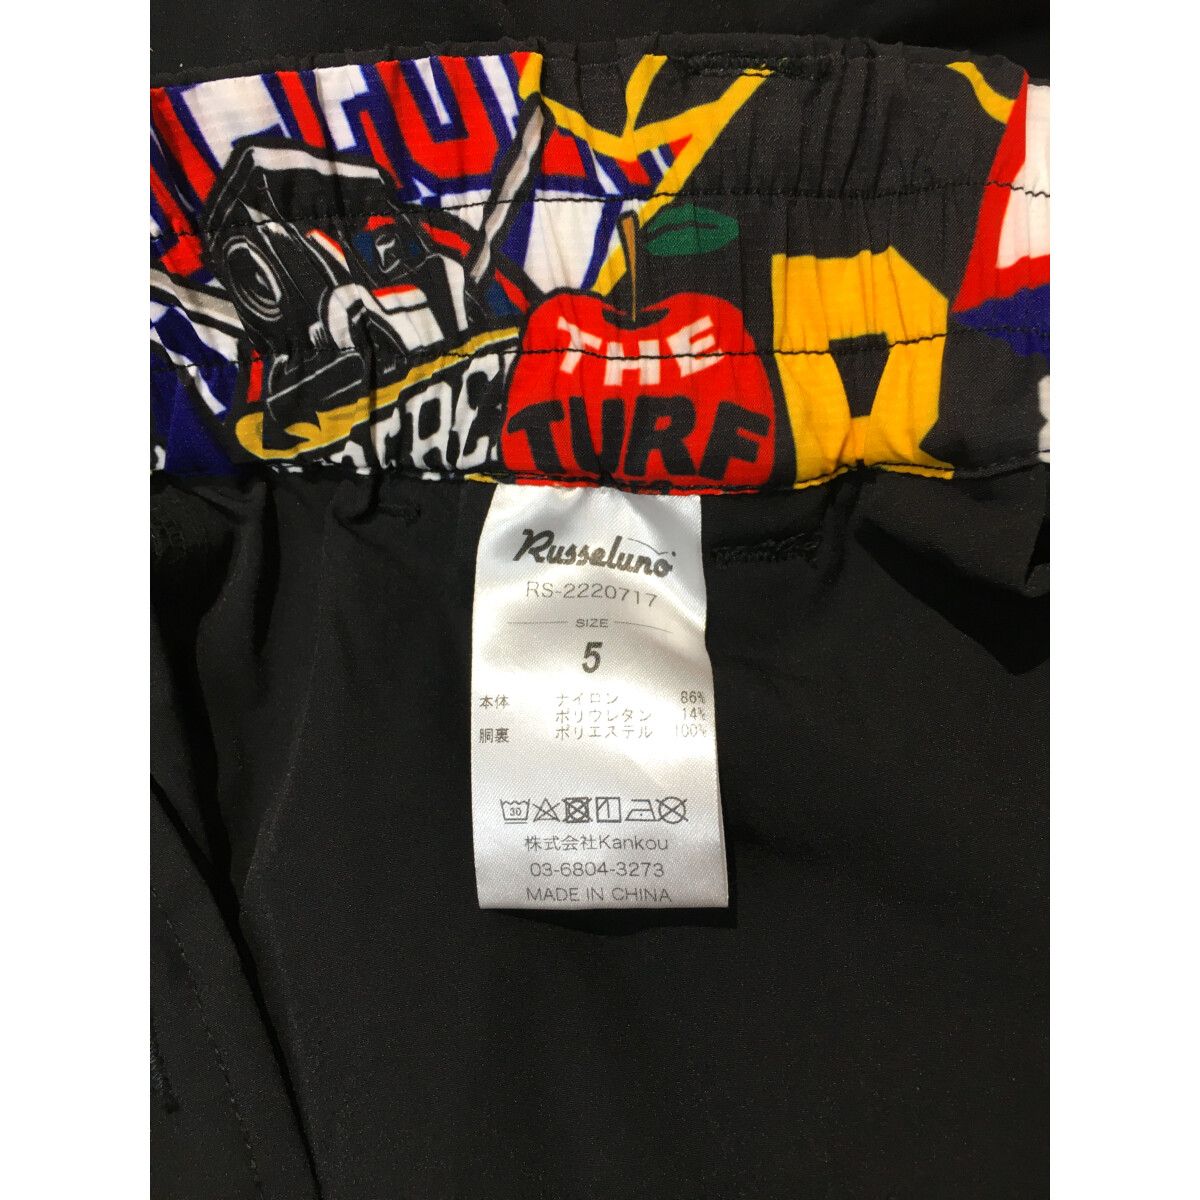 THE
TURF
Russeluno
RS-2220717
SIZE
5
本体 ナイロン 86%
ポリウレタン 14%
胴裏 ポリエステル 100%
30
株式会社Kankou
03-6804-3273
MADE IN CHINA